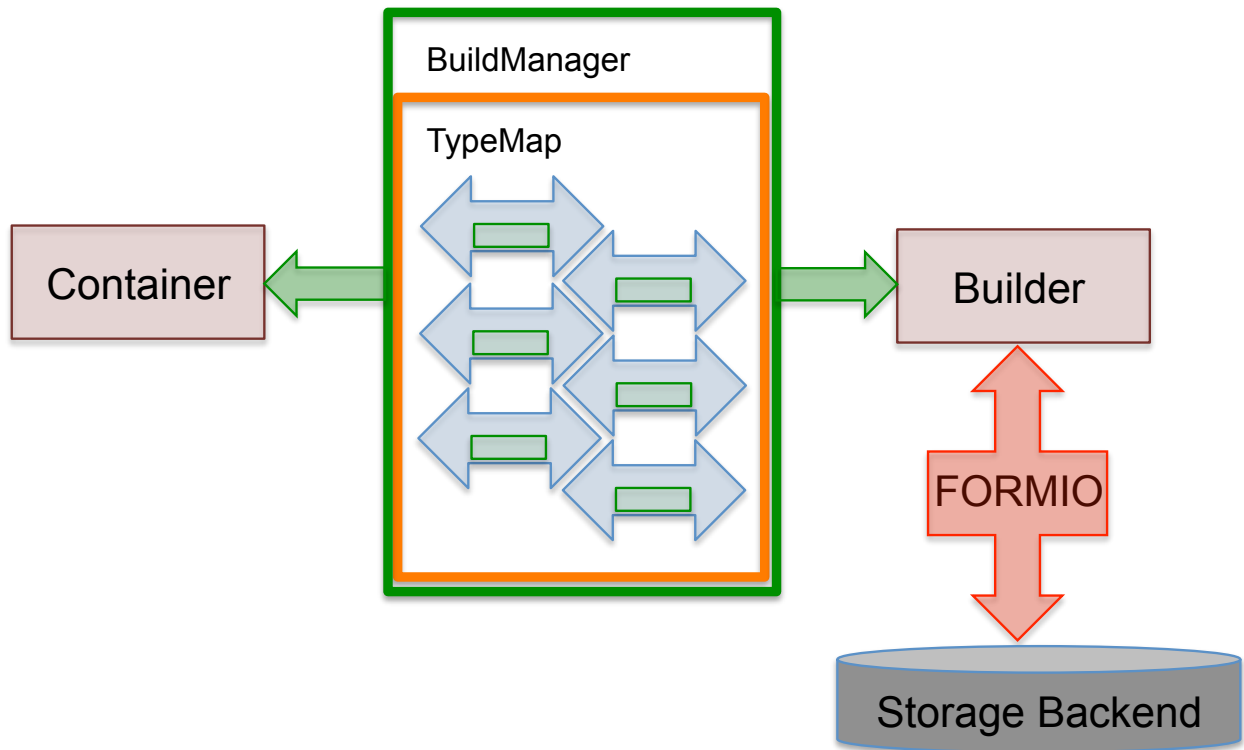 BuildManager
TypeMap
Container
Builder
FORMIO
Storage Backend